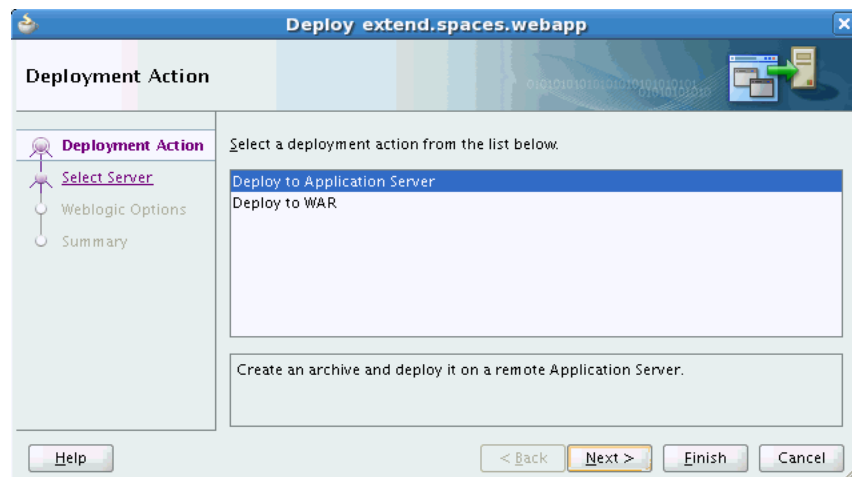 Deploy extend.spaces.webapp
Deployment Action
Deployment Action
Select Server
Weblogic Options
Summary
Select a deployment action from the list below.
Deploy to Application Server
Deploy to WAR
Create an archive and deploy it on a remote Application Server.
Help
< Back
Next >
Finish
Cancel